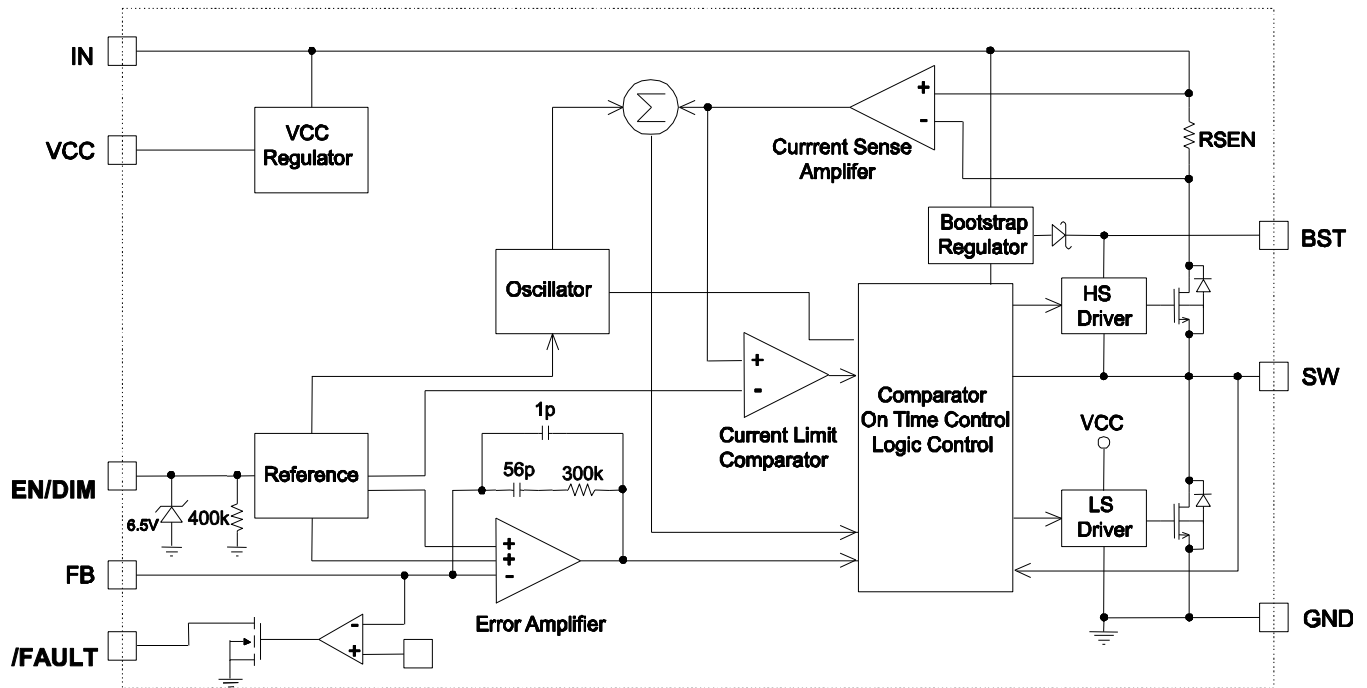 IN
VCC
VCC
Regulator
Σ
+
-
Currrent Sense
Amplifer
RSEN
Bootstrap
Regulator
BST
Oscillator
HS
Driver
+
-
Current Limit
Comparator
Comparator
On TIme Control
Logic Control
SW
VCC
1p
56p
300k
Reference
EN/DIM
6.5V
400k
LS
Driver
+
+
-
Error Amplifier
FB
/FAULT
-
+
GND